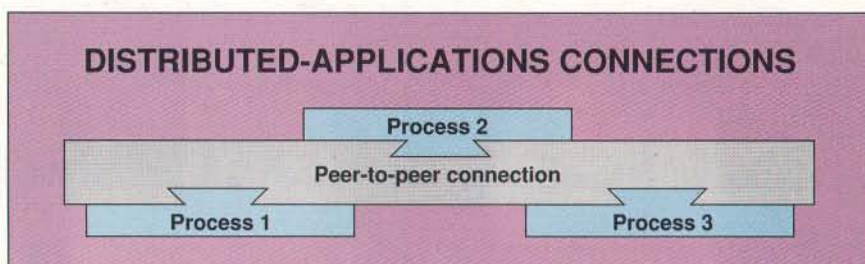 DISTRIBUTED-APPLICATIONS CONNECTIONS
Process 2
Peer-to-peer connection
Process 1
Process 3